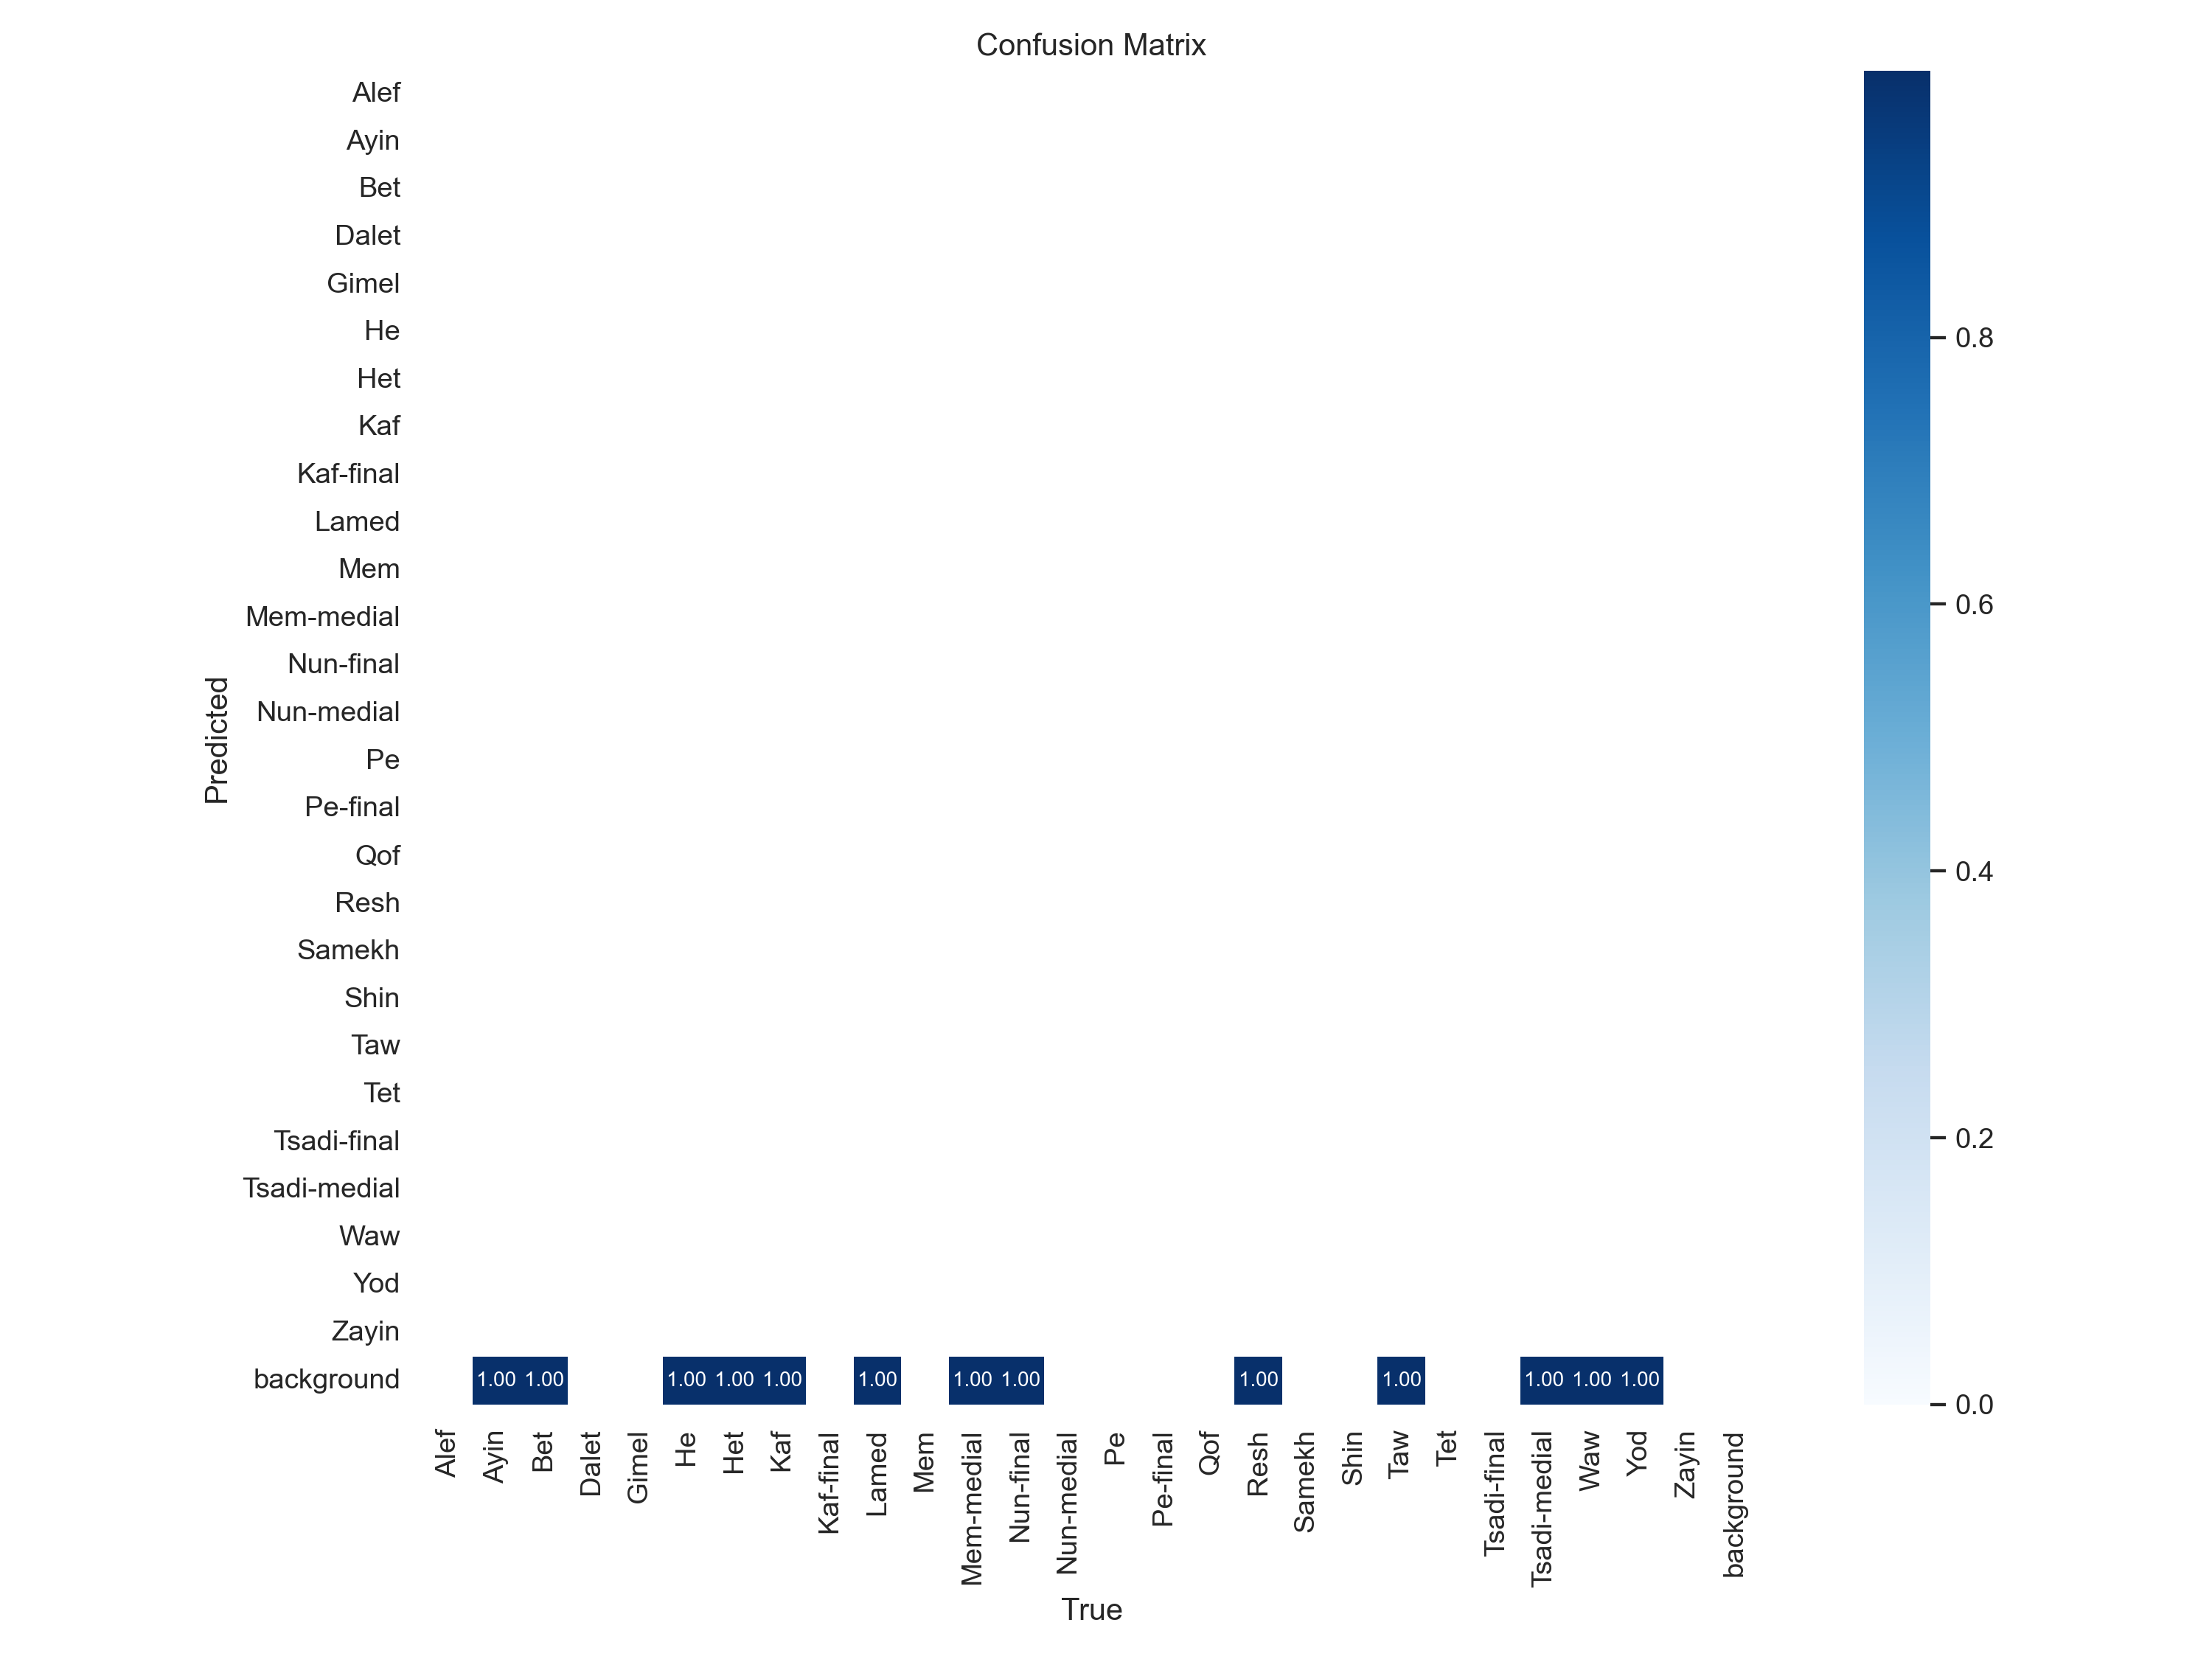 Confusion Matrix
Alef
Ayin
Bet
Dalet
Gimel
He
Het
Kaf
Kaf-final
Lamed
Mem
Mem-medial
Nun-final
Nun-medial
Pe
Pe-final
Qof
Resh
Samekh
Shin
Taw
Tet
Tsadi-final
Tsadi-medial
Waw
Yod
Zayin
background
Predicted
1.00 1.00 1.00 1.00 1.00 1.00 1.00 1.00 1.00 1.00 1.00 1.00 1.00
Alef
Ayin
Bet
Dalet
Gimel
He
Het
Kaf
Kaf-final
Lamed
Mem
Mem-medial
Nun-final
Nun-medial
Pe
Pe-final
Qof
Resh
Samekh
Shin
Taw
Tet
Tsadi-final
Tsadi-medial
Waw
Yod
Zayin
background
True
0.8
0.6
0.4
0.2
0.0